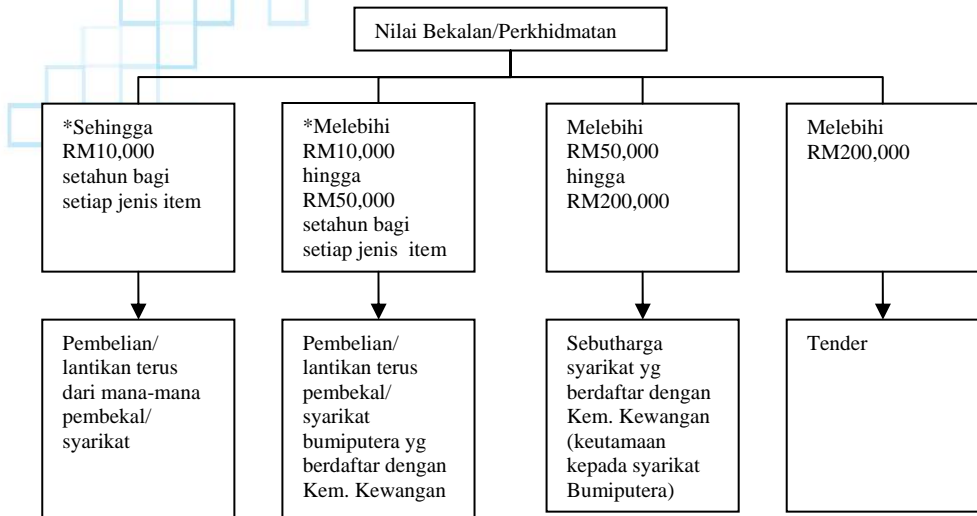 Nilai Bekalan/Perkhidmatan
*Sehingga
RM10,000
setahun bagi
setiap jenis item
*Melebihi
RM10,000
hingga
RM50,000
setahun bagi
setiap jenis item
Melebihi
RM50,000
hingga
RM200,000
Melebihi
RM200,000
Pembelian/
lantikan terus
dari mana-mana
pembekal/
syarikat
Pembelian/
lantikan terus
pembekal/
syarikat
bumiputera yg
berdaftar dengan
Kem. Kewangan
Sebutharga
syarikat yg
berdaftar dengan
Kem. Kewangan
(keutamaan
kepada syarikat
Bumiputera)
Tender